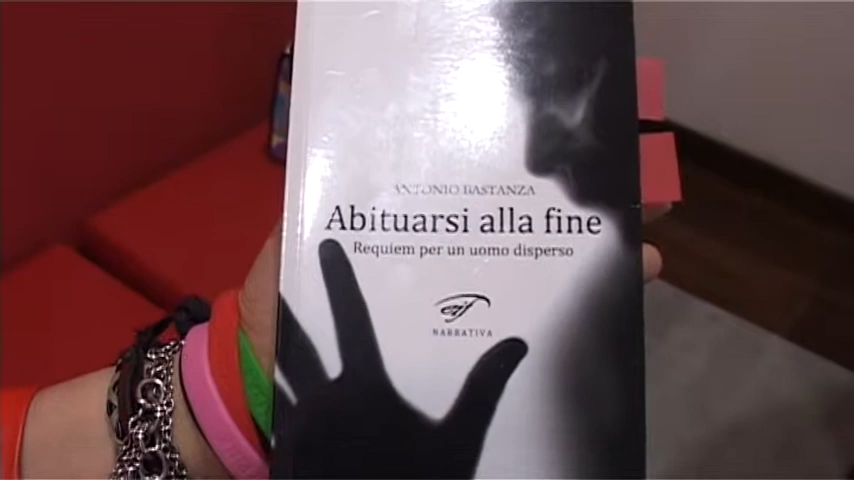 ANTONIO BASTANZA
Abituarsi alla fine
Requiem per un uomo disperso
NARRATIVA